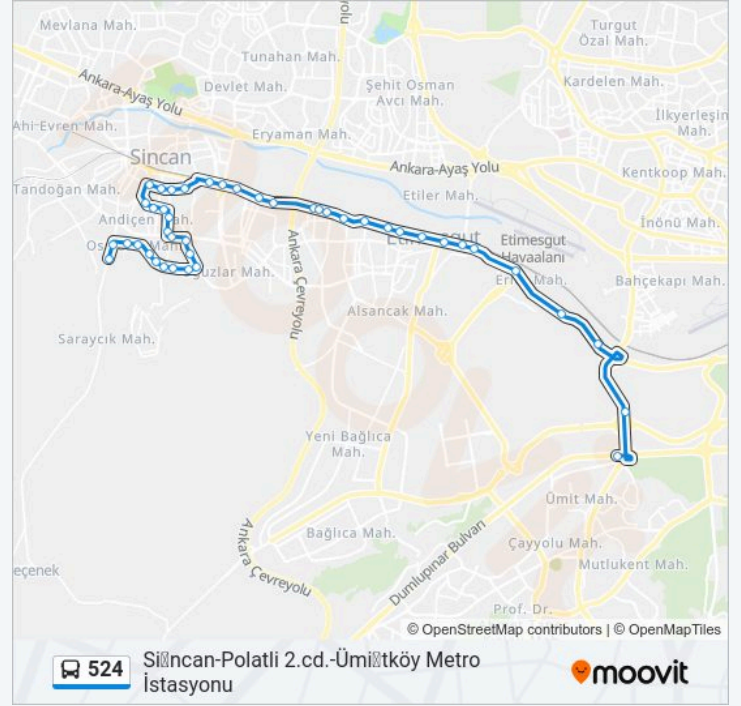 Mevlana Mah.
yolu
Turgut
Özal Mah.
Tunahan Mah.
Ankara-Ayaş Yolu
Devlet Mah.
Şehit Osman
Avcı Mah.
Kardelen Mah.
İlkyerleşim
Mah.
Ahi Evren Mah.
Eryaman Mah.
Sincan
Ankara-Ayaş Yolu
Kentkoop Mah.
Tandoğan Mah.
Etiler Mah.
Andiçen Mah.
İnönü Mah.
Etimesgut
Etimesgut
Havaalanı
Mah.
Ankara Çevreyolu
Bahçekapı Mah.
Alsancak Mah.
Saraycık Mah.
Yeni Bağlıca
Mah.
Ümit Mah.
Bağlıca Mah.
Ankara Çevreyolu
Dumlupınar Bulvarı
Çayyolu Mah.
Mutlukent Mah.
eçenek
Prof. Dr.
© OpenStreetMap contributors | © OpenMapTiles
524
Si▯ncan-Polatli 2.cd.-Ümi▯tköy Metro
İstasyonu
moovit